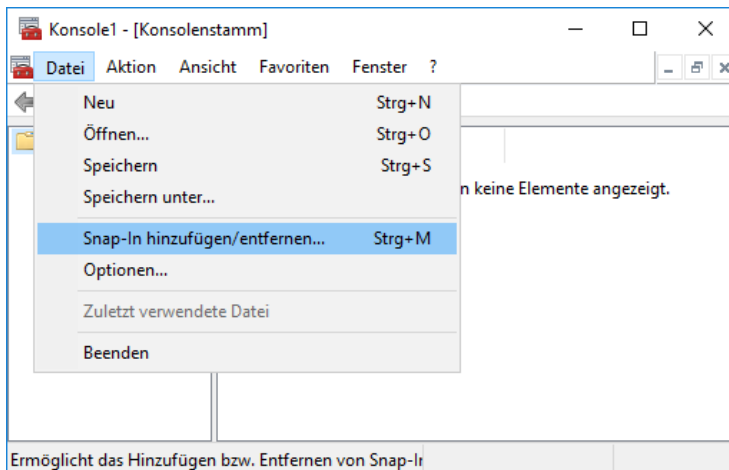 Konsole1 - [Konsolenstamm]
Datei Aktion Ansicht Favoriten Fenster ?
Neu Strg+N
Öffnen... Strg+O
Speichern Strg+S
Speichern unter...
n keine Elemente angezeigt.
Snap-In hinzufügen/entfernen... Strg+M
Optionen...
Zuletzt verwendete Datei
Beenden
Ermöglicht das Hinzufügen bzw. Entfernen von Snap-Ir